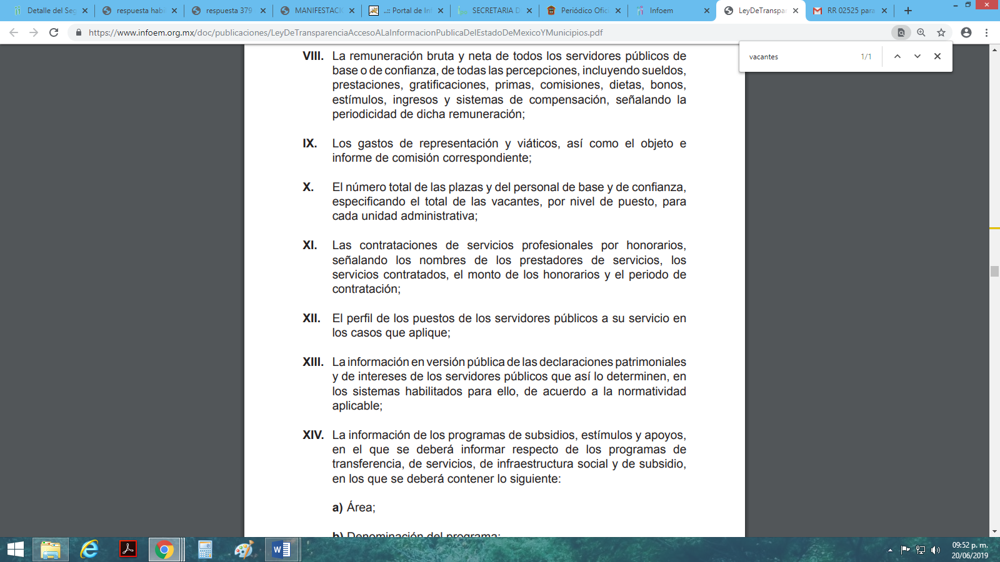 Detalle del Seg
respuesta habi
respuesta 379
MANIFESTACI
..:: Portal de In
SECRETARIA D
Periódico Ofic
Infoem
LeyDeTranspar
RR 02525 para
https://www.infoem.org.mx/doc/publicaciones/LeyDeTransparenciaAccesoALaInformacionPublicaDelEstadoDeMexicoYMunicipios.pdf
vacantes 1/1
VIII. La remuneración bruta y neta de todos los servidores públicos de
base o de confianza, de todas las percepciones, incluyendo sueldos,
prestaciones, gratificaciones, primas, comisiones, dietas, bonos,
estímulos, ingresos y sistemas de compensación, señalando la
periodicidad de dicha remuneración;
IX. Los gastos de representación y viáticos, así como el objeto e
informe de comisión correspondiente;
X. El número total de las plazas y del personal de base y de confianza,
especificando el total de las vacantes, por nivel de puesto, para
cada unidad administrativa;
XI. Las contrataciones de servicios profesionales por honorarios,
señalando los nombres de los prestadores de servicios, los
servicios contratados, el monto de los honorarios y el periodo de
contratación;
XII. El perfil de los puestos de los servidores públicos a su servicio en
los casos que aplique;
XIII. La información en versión pública de las declaraciones patrimoniales
y de intereses de los servidores públicos que así lo determinen, en
los sistemas habilitados para ello, de acuerdo a la normatividad
aplicable;
XIV. La información de los programas de subsidios, estímulos y apoyos,
en el que se deberá informar respecto de los programas de
transferencia, de servicios, de infraestructura social y de subsidio,
en los que se deberá contener lo siguiente:
a) Área;
b) Denominación del programa;
09:52 p. m.
20/06/2019